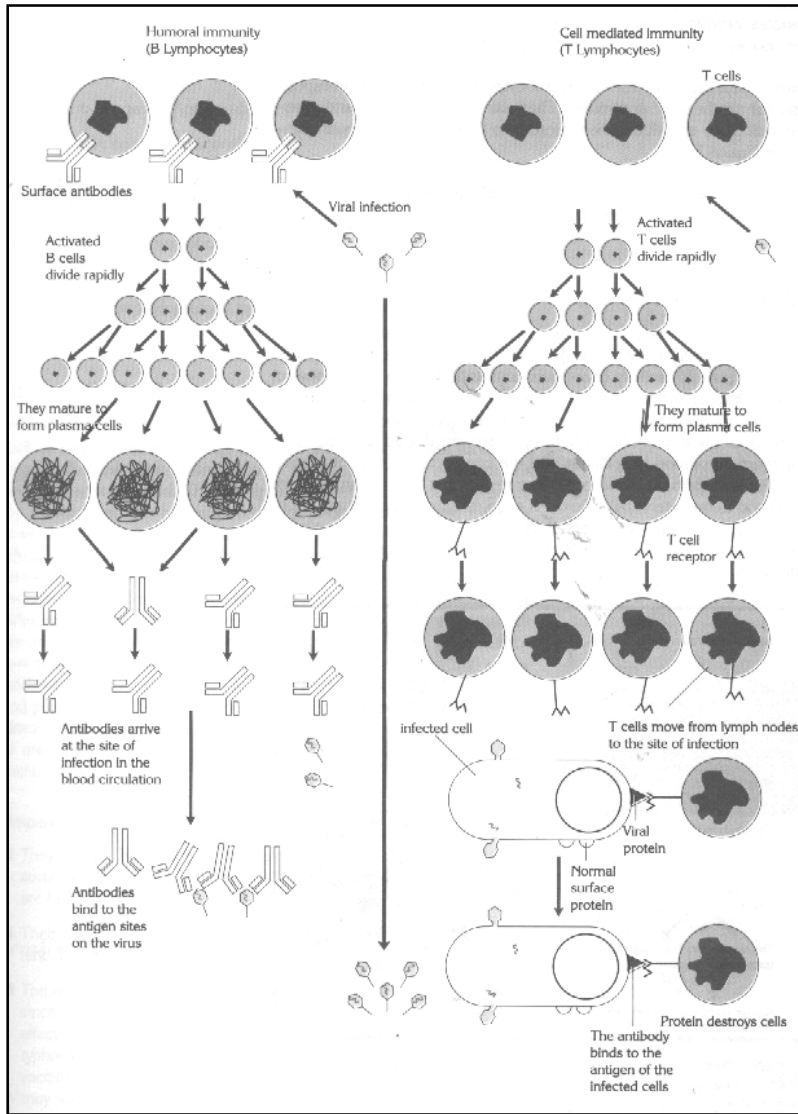 Humoral immunity
(B Lymphocytes)
Surface antibodies
Viral infection
Activated
B cells
divide rapidly
They mature to
form plasma cells
Antibodies arrive
at the site of
infection in the
blood circulation
Antibodies
bind to the
antigen sites
on the virus
Cell mediated immunity
(T Lymphocytes)
T cells
Activated
T cells
divide rapidly
They mature to
form plasma cells
T cell
receptor
infected cell
T cells move from lymph nodes
to the site of infection
Viral
protein
Normal
surface
protein
Protein destroys cells
The antibody
binds to the
antigen of the
infected cells